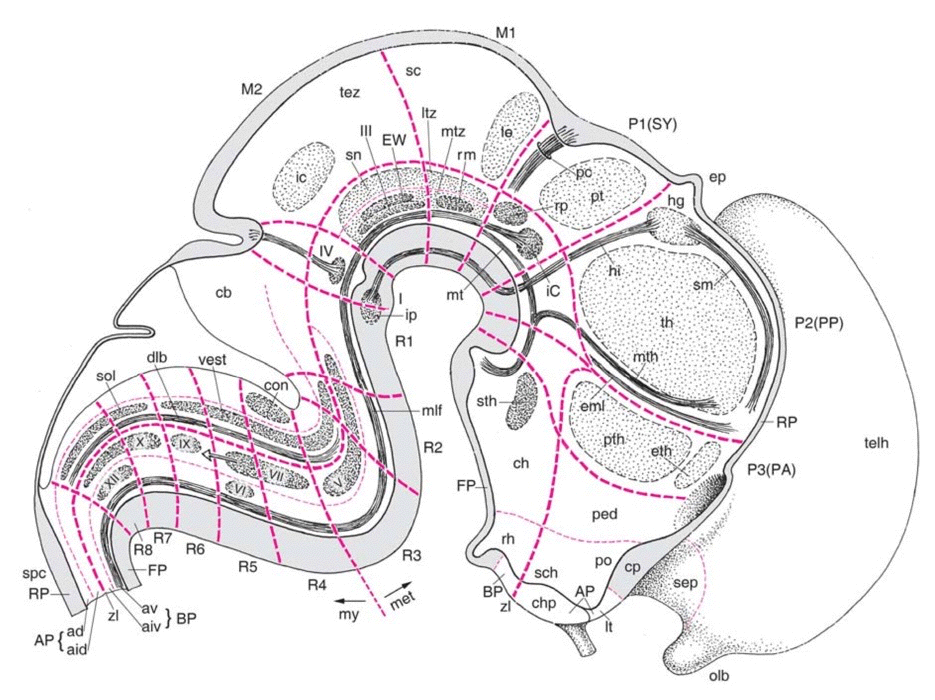 M1
M2
sc
tez
ltz
III
EW
mtz
rm
sn
le
P1(SY)
ic
pc
pt
ep
rp
hg
IV
hi
iC
sm
mt
cb
I
ip
th
P2(PP)
R1
mth
dlb
vest
sol
con
sth
eml
mlf
RP
X
IX
pth
eth
telh
R2
ch
P3(PA)
XII
VII
V
FP
VI
ped
rh
R8
R7
R6
R5
R4
R3
po
cp
spc
FP
sch
sep
RP
BP
zl
chp
AP
lt
my
met
zl
av
aiv
} BP
AP {
ad
aid
olb